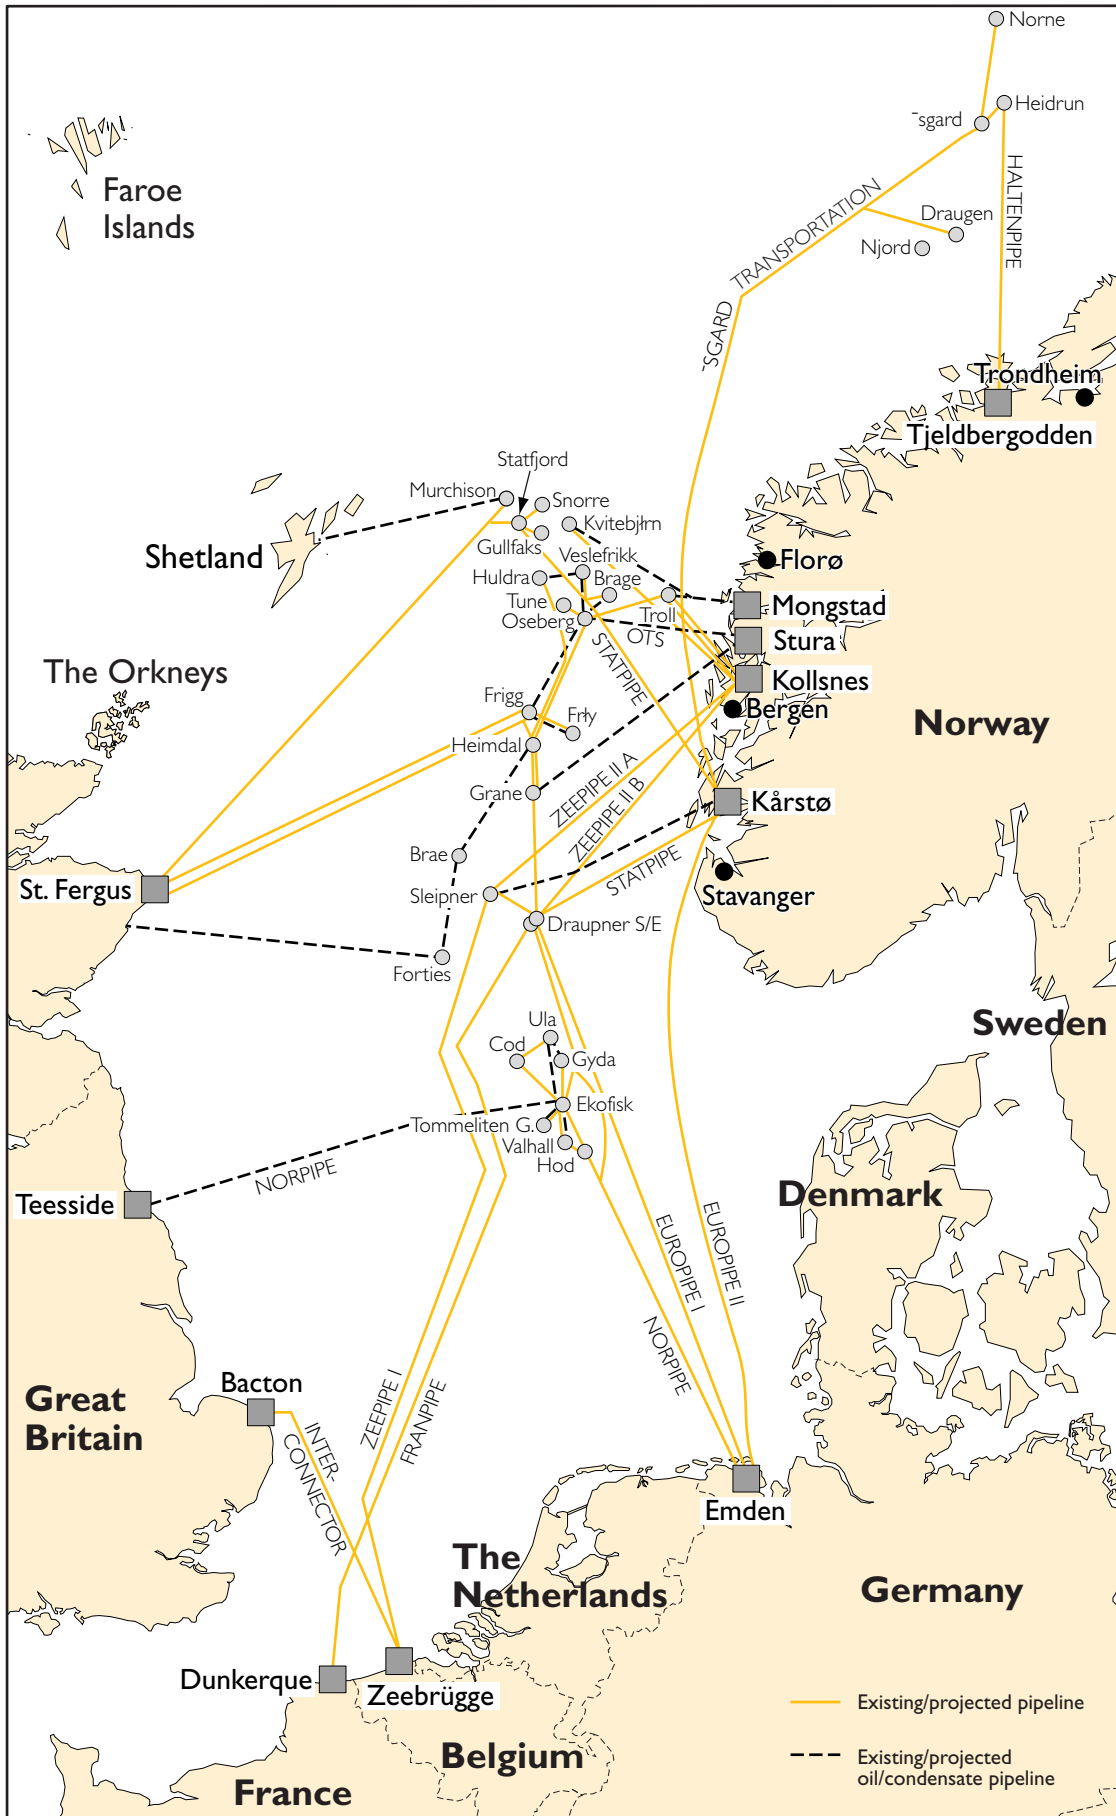 Norne
Heidrun
¯sgard
HALTENPIPE
Faroe
Islands
TRANSPORTATION
Draugen
Njord
¯SGARD
Trondheim
Tjeldbergodden
Statfjord
Murchison
Snorre
Kvitebjłrn
Shetland
Gullfaks
Veslefrikk
Florø
Huldra
Brage
Tune
Mongstad
Oseberg
Troll
OTS
Stura
STATPIPE
The Orkneys
Kollsnes
Frigg
Frły
Bergen
Norway
Heimdal
ZEEPIPE II A
Grane
Kårstø
ZEEPIPE II B
Brae
STATPIPE
St. Fergus
Sleipner
Stavanger
Draupner S/E
Forties
Ula
Sweden
Cod
Gyda
Ekofisk
Tommeliten G.
Valhall
Hod
NORPIPE
Teesside
Denmark
EUROPIPE I
EUROPIPE II
NORPIPE
Bacton
Great
Britain
ZEEPIPE I
FRANPIPE
INTER-
CONNECTOR
Emden
The
Netherlands
Germany
Dunkerque
Zeebrügge
Existing/projected pipeline
Belgium
Existing/projected
oil/condensate pipeline
France